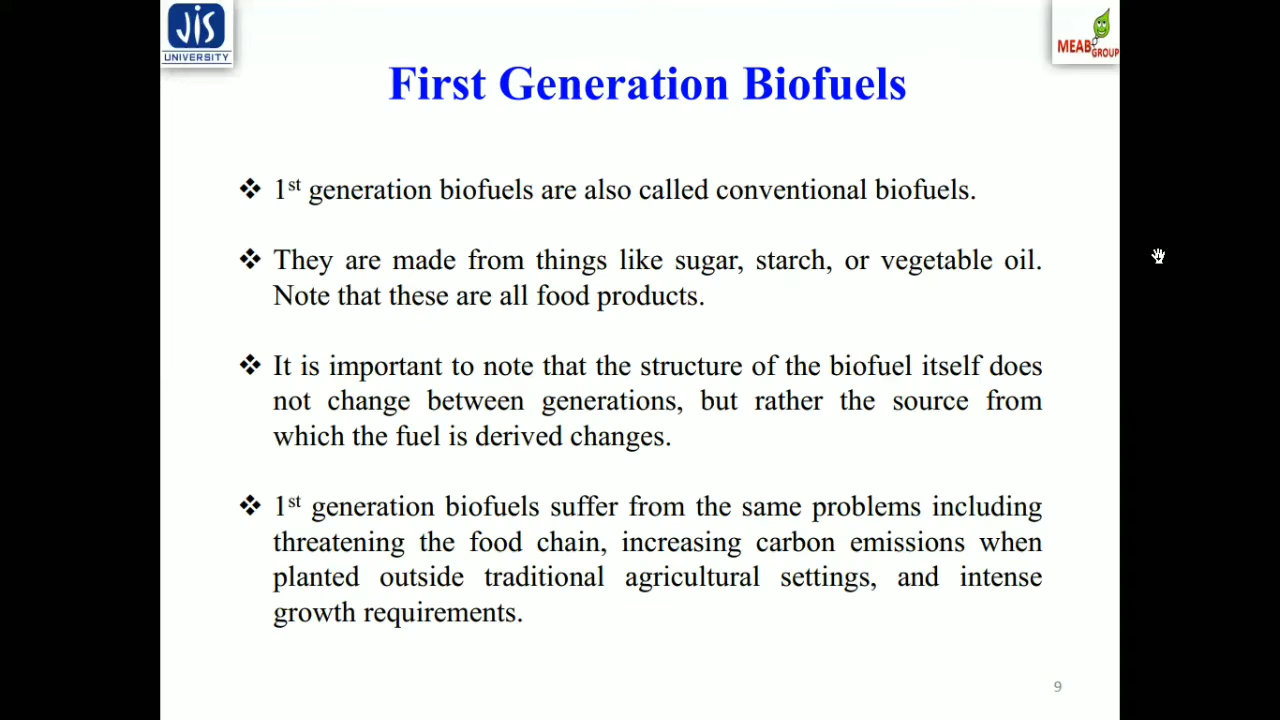 JIS
UNIVERSITY
MEAB GROUP
First Generation Biofuels
❖ 1st generation biofuels are also called conventional biofuels.
❖ They are made from things like sugar, starch, or vegetable oil.
Note that these are all food products.
❖ It is important to note that the structure of the biofuel itself does
not change between generations, but rather the source from
which the fuel is derived changes.
❖ 1st generation biofuels suffer from the same problems including
threatening the food chain, increasing carbon emissions when
planted outside traditional agricultural settings, and intense
growth requirements.
9